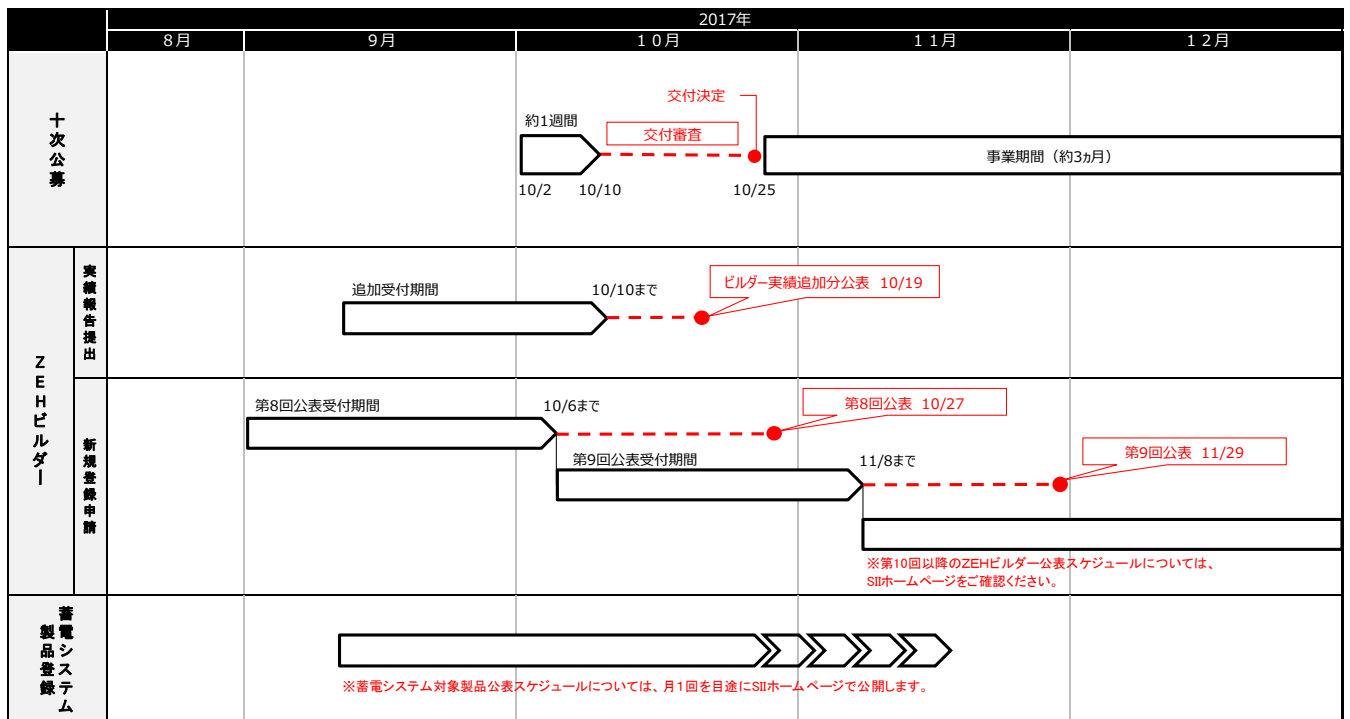 2017年
8月
9月
１０月
１１月
１２月
十次公募
約1週間
交付審査
交付決定
事業期間（約3ヵ月）
10/2
10/10
10/25
ＺＥＨビルダー
実績報告提出
追加受付期間
10/10まで
ビルダー実績追加分公表 10/19
新規登録申請
第8回公表受付期間
10/6まで
第8回公表 10/27
第9回公表受付期間
11/8まで
第9回公表 11/29
※第10回以降のZEHビルダー公表スケジュールについては、
SIIホームページをご確認ください。
蓄電システム
製品登録
※蓄電システム対象製品公表スケジュールについては、月1回を目途にSIIホームページで公開します。